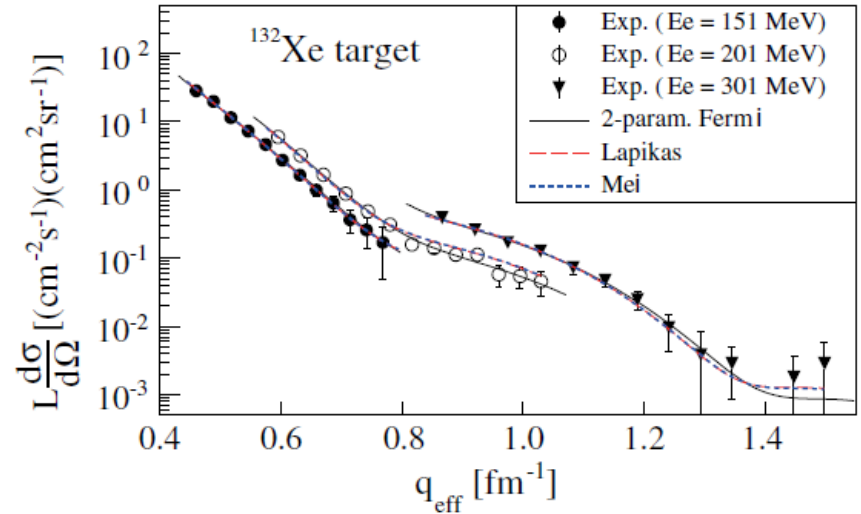 ¹³²Xe target
Exp. ( Ee = 151 MeV)
Exp. ( Ee = 201 MeV)
Exp. ( Ee = 301 MeV)
2-param. Fermi
Lapikas
Mei
L dσ/dΩ [(cm⁻²s⁻¹)(cm²sr⁻¹)]
10²
10¹
10⁰
10⁻¹
10⁻²
10⁻³
0.4 0.6 0.8 1.0 1.2 1.4
q_eff [fm⁻¹]